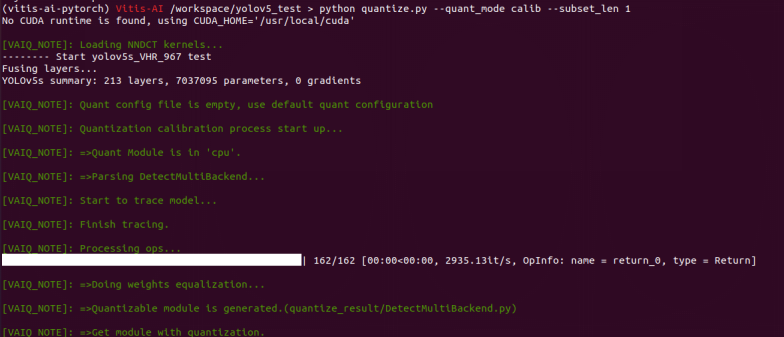 (vitis-ai-pytorch) Vitis-AI /workspace/yolov5_test > python quantize.py --quant_mode calib --subset_len 1
No CUDA runtime is found, using CUDA_HOME='/usr/local/cuda'
[VAIQ_NOTE]: Loading NNDCT kernels...
-------- Start yolov5s_VHR_967 test
Fusing layers...
YOLOv5s summary: 213 layers, 7037095 parameters, 0 gradients
[VAIQ_NOTE]: Quant config file is empty, use default quant configuration
[VAIQ_NOTE]: Quantization calibration process start up...
[VAIQ_NOTE]: =>Quant Module is in 'cpu'.
[VAIQ_NOTE]: =>Parsing DetectMultiBackend...
[VAIQ_NOTE]: Start to trace model...
[VAIQ_NOTE]: Finish tracing.
[VAIQ_NOTE]: Processing ops...
| 162/162 [00:00<00:00, 2935.13it/s, OpInfo: name = return_0, type = Return]
[VAIQ_NOTE]: =>Doing weights equalization...
[VAIQ_NOTE]: =>Quantizable module is generated.(quantize_result/DetectMultiBackend.py)
[VAIQ_NOTE]: =>Get module with quantization.